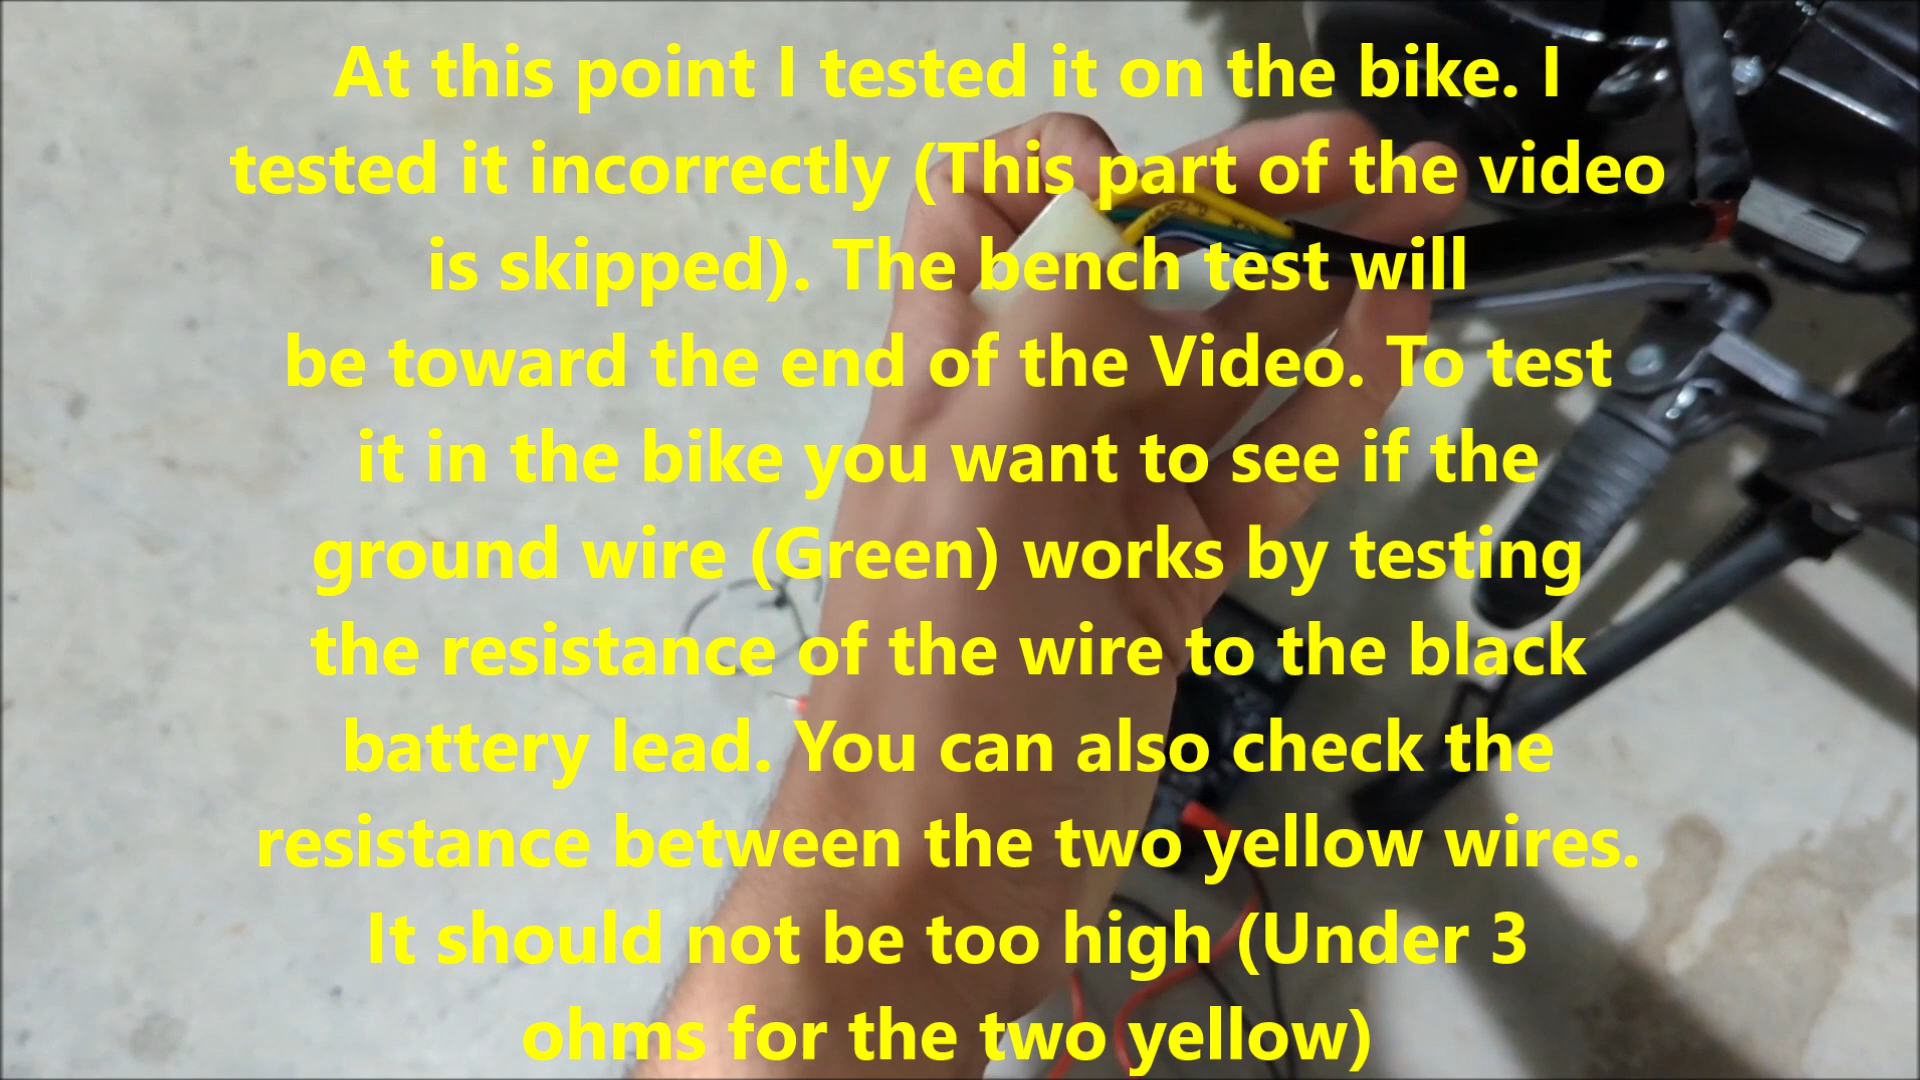 At this point I tested it on the bike. I
tested it incorrectly (This part of the video
is skipped). The bench test will
be toward the end of the Video. To test
it in the bike you want to see if the
ground wire (Green) works by testing
the resistance of the wire to the black
battery lead. You can also check the
resistance between the two yellow wires.
It should not be too high (Under 3
ohms for the two yellow)